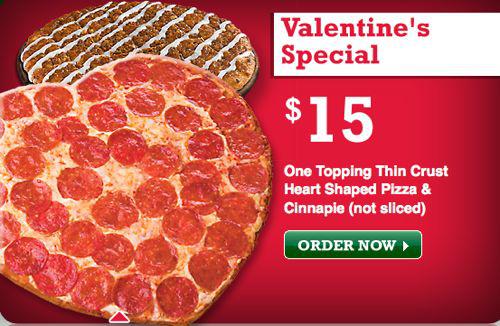 Valentine's
Special
$15
One Topping Thin Crust
Heart Shaped Pizza &
Cinnapie (not sliced)
ORDER NOW